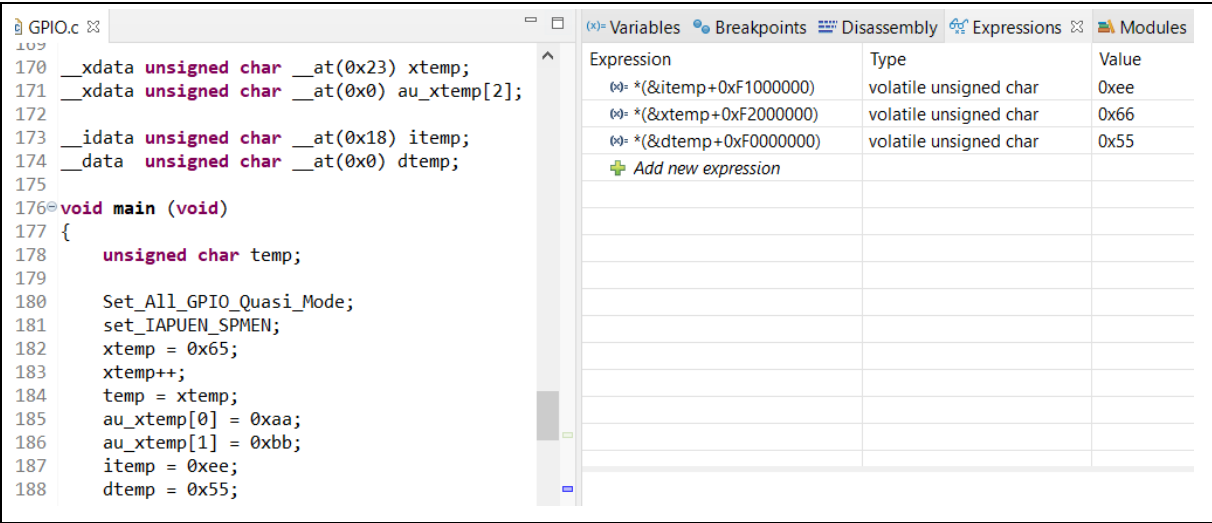 GPIO.c
169
170 __xdata unsigned char __at(0x23) xtemp;
171 __xdata unsigned char __at(0x0) au_xtemp[2];
172
173 __idata unsigned char __at(0x18) itemp;
174 __data  unsigned char __at(0x0) dtemp;
175
176 void main (void)
177 {
178     unsigned char temp;
179
180     Set_All_GPIO_Quasi_Mode;
181     set_IAPUEN_SPMEN;
182     xtemp = 0x65;
183     xtemp++;
184     temp = xtemp;
185     au_xtemp[0] = 0xaa;
186     au_xtemp[1] = 0xbb;
187     itemp = 0xee;
188     dtemp = 0x55;
(x)= Variables Breakpoints Disassembly Expressions Modules
Expression Type Value
(x)= *(&itemp+0xF1000000) volatile unsigned char 0xee
(x)= *(&xtemp+0xF2000000) volatile unsigned char 0x66
(x)= *(&dtemp+0xF0000000) volatile unsigned char 0x55
Add new expression